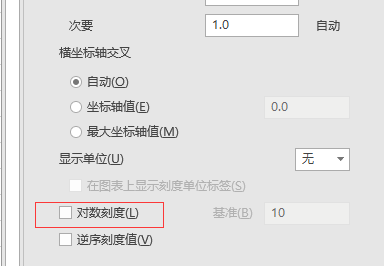 次要 1.0 自动
横坐标轴交叉
自动(O)
坐标轴值(E) 0.0
最大坐标轴值(M)
显示单位(U) 无
在图表上显示刻度单位标签(S)
对数刻度(L) 基准(B) 10
逆序刻度值(V)